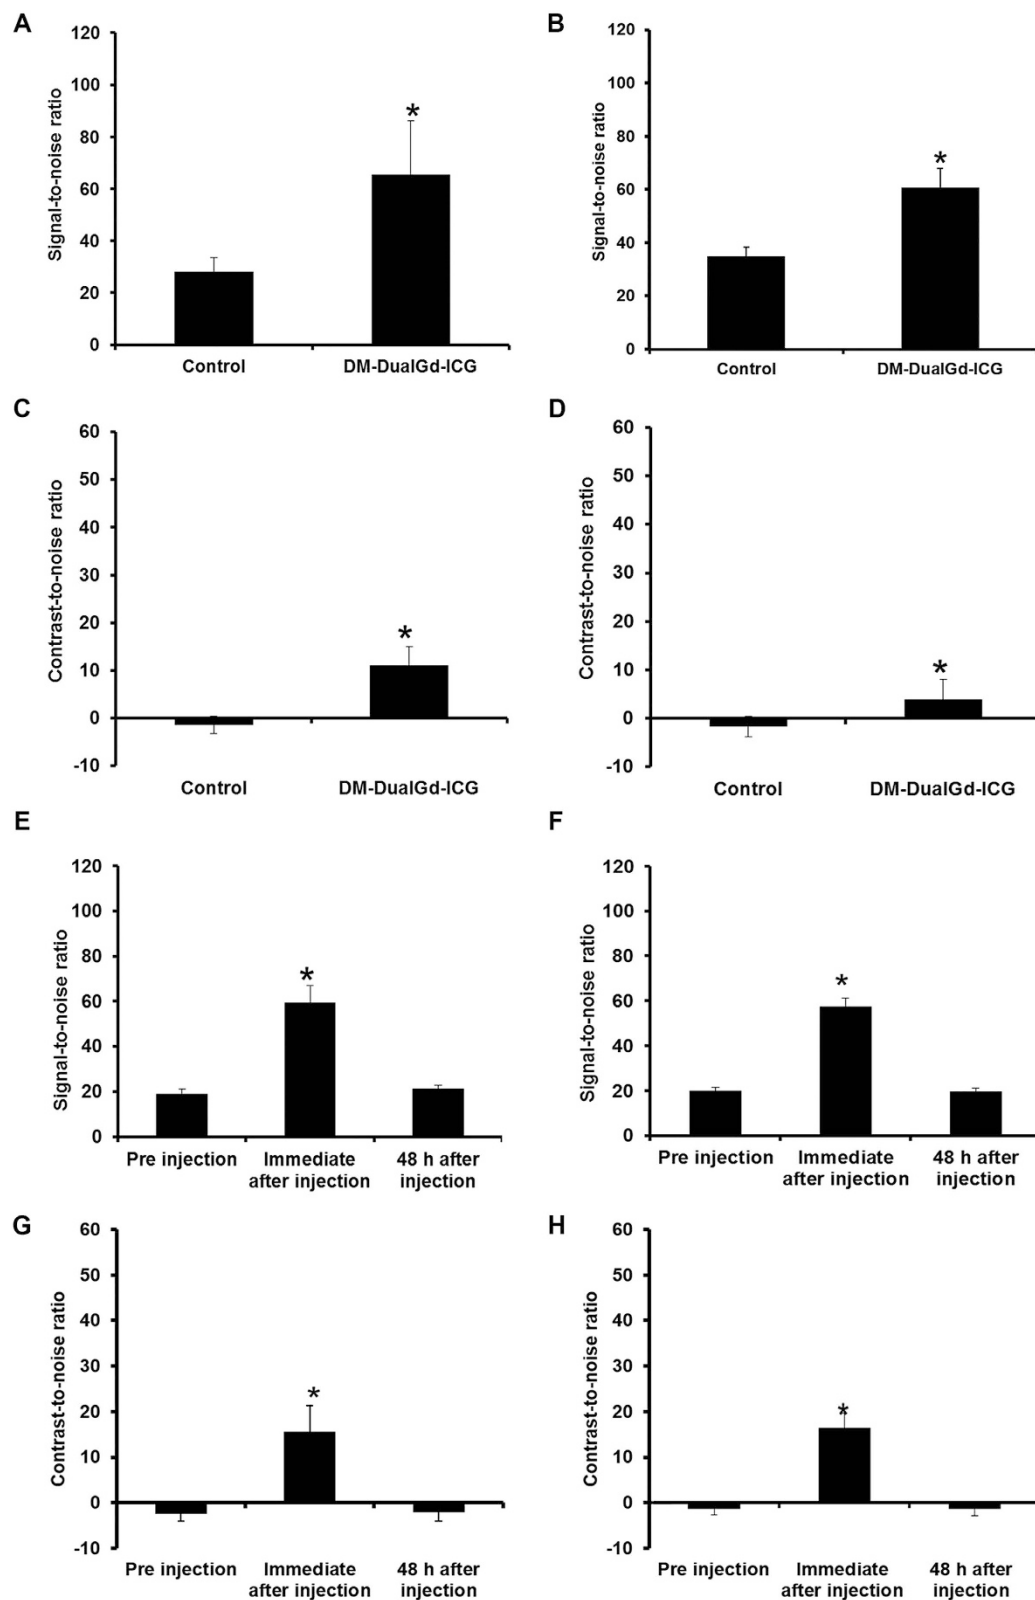 A
Signal-to-noise ratio
120
100
80
60
40
20
0
*
Control
DM-DualGd-ICG
B
Signal-to-noise ratio
120
100
80
60
40
20
0
*
Control
DM-DualGd-ICG
C
Contrast-to-noise ratio
60
50
40
30
20
10
0
-10
*
Control
DM-DualGd-ICG
D
Contrast-to-noise ratio
60
50
40
30
20
10
0
-10
*
Control
DM-DualGd-ICG
E
Signal-to-noise ratio
120
100
80
60
40
20
0
*
Pre injection
Immediate
after injection
48 h after
injection
F
Signal-to-noise ratio
120
100
80
60
40
20
0
*
Pre injection
Immediate
after injection
48 h after
injection
G
Contrast-to-noise ratio
60
50
40
30
20
10
0
-10
*
Pre injection
Immediate
after injection
48 h after
injection
H
Contrast-to-noise ratio
60
50
40
30
20
10
0
-10
*
Pre injection
Immediate
after injection
48 h after
injection